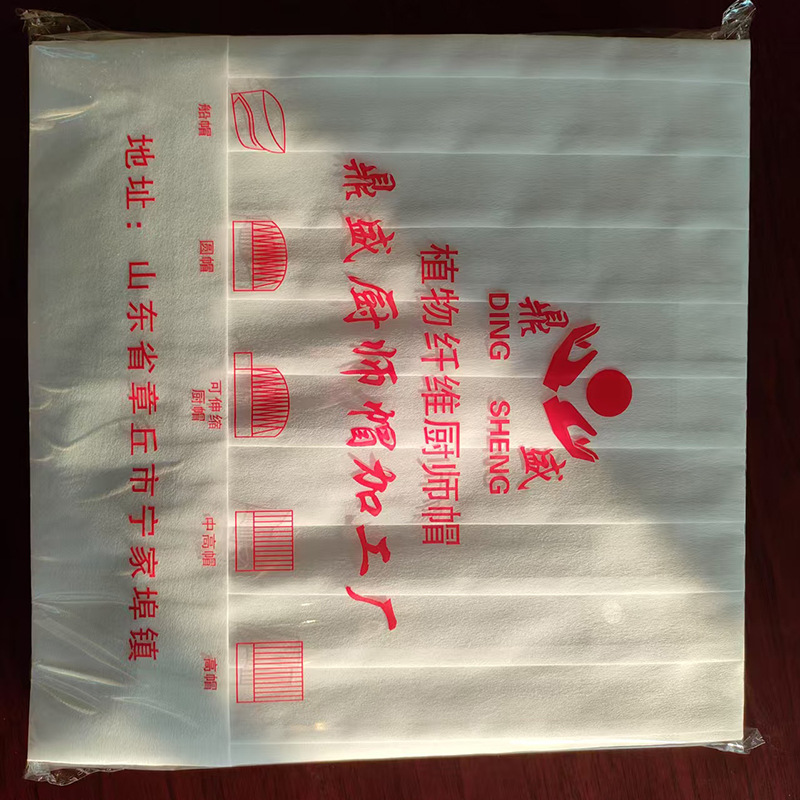 鼎 盛
DING SHENG
植物纤维厨师帽
鼎盛厨师帽加工厂
船帽
圆帽
可伸缩
厨帽
中高帽
高帽
地址：山东省章丘市宁家埠镇